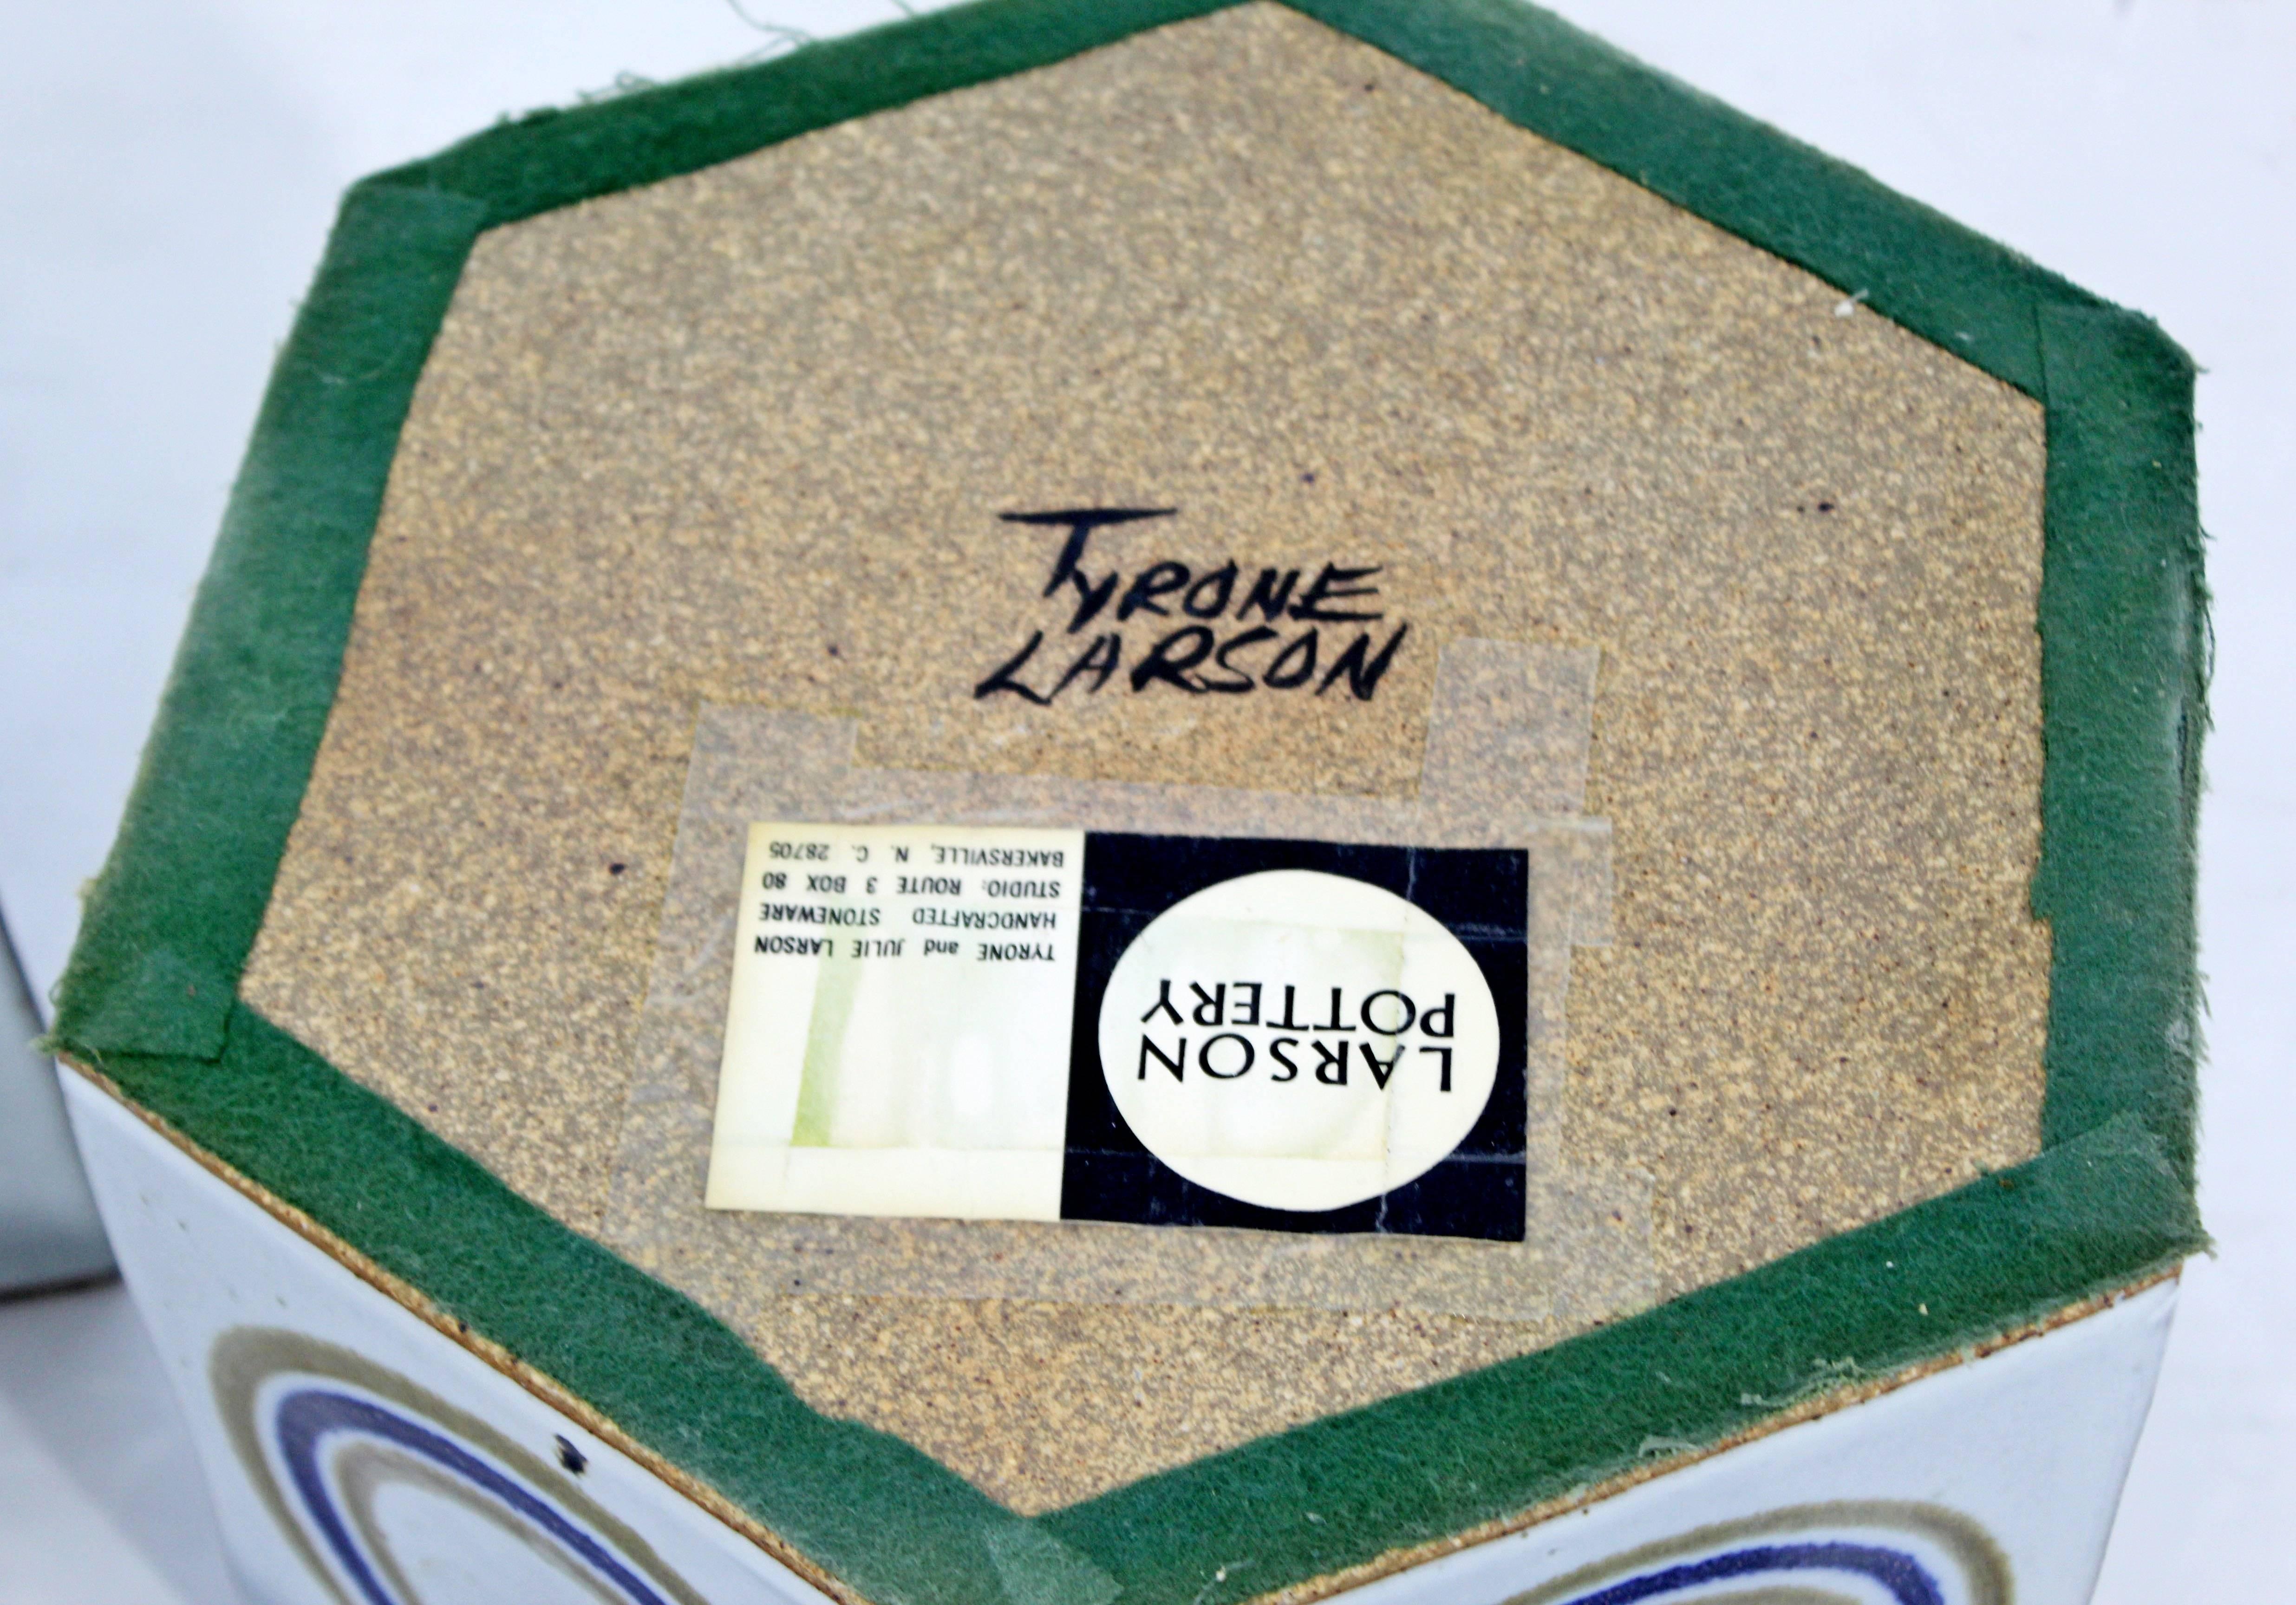 TYRONE
LARSON
LARSON
POTTERY
TYRONE and JULIE LARSON
HANDCRAFTED STONEWARE
STUDIO: ROUTE 3 BOX 80
BAKERSVILLE, N. C. 28705